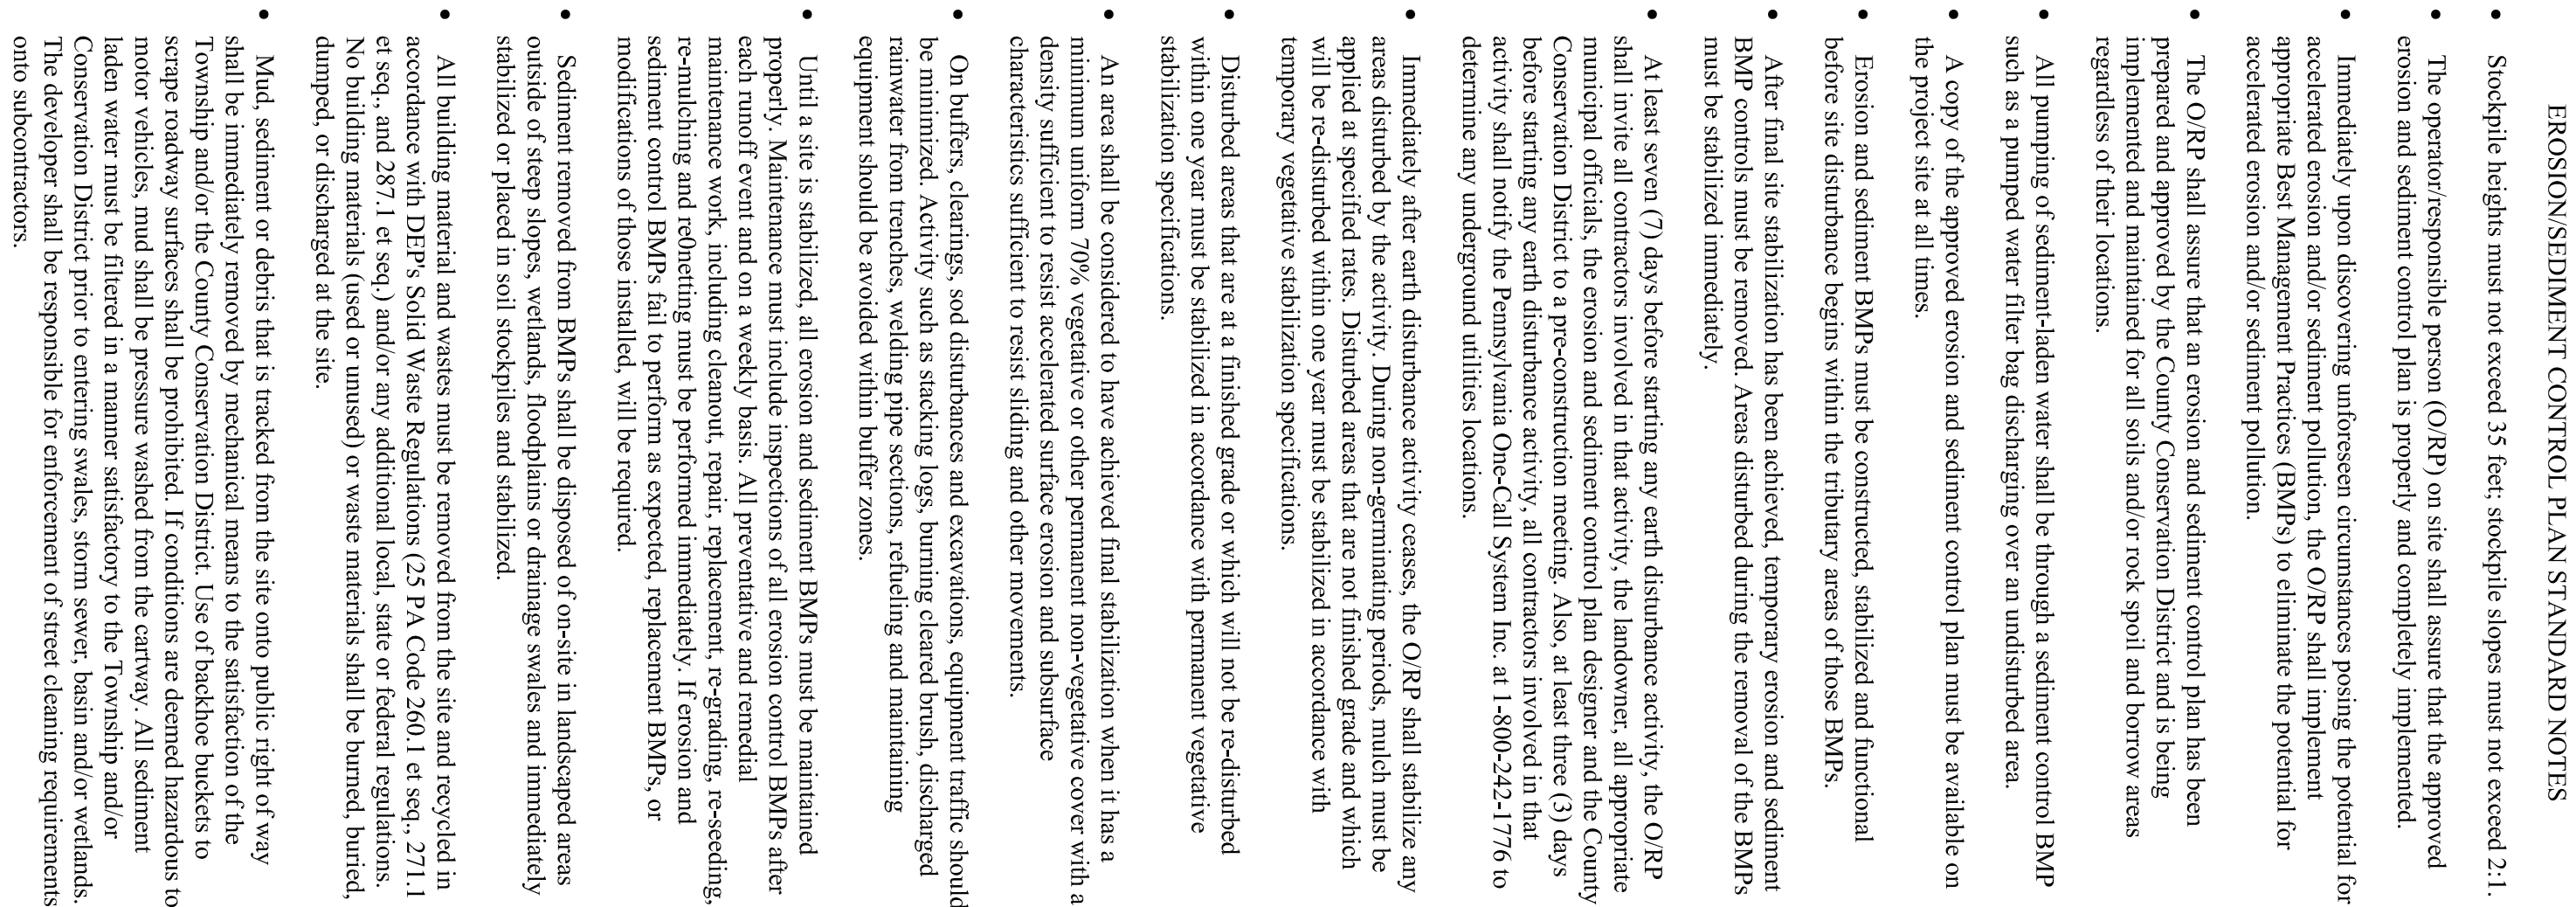 EROSION/SEDIMENT CONTROL PLAN STANDARD NOTES
• Stockpile heights must not exceed 35 feet; stockpile slopes must not exceed 2:1.
• The operator/responsible person (O/RP) on site shall assure that the approved
erosion and sediment control plan is properly and completely implemented.
• Immediately upon discovering unforeseen circumstances posing the potential for
accelerated erosion and/or sediment pollution, the O/RP shall implement
appropriate Best Management Practices (BMPs) to eliminate the potential for
accelerated erosion and/or sediment pollution.
• The O/RP shall assure that an erosion and sediment control plan has been
prepared and approved by the County Conservation District and is being
implemented and maintained for all soils and/or rock spoil and borrow areas
regardless of their locations.
• All pumping of sediment-laden water shall be through a sediment control BMP
such as a pumped water filter bag discharging over an undisturbed area.
• A copy of the approved erosion and sediment control plan must be available on
the project site at all times.
• Erosion and sediment BMPs must be constructed, stabilized and functional
before site disturbance begins within the tributary areas of those BMPs.
• After final site stabilization has been achieved, temporary erosion and sediment
BMP controls must be removed. Areas disturbed during the removal of the BMPs
must be stabilized immediately.
• At least seven (7) days before starting any earth disturbance activity, the O/RP
shall invite all contractors involved in that activity, the landowner, all appropriate
municipal officials, the erosion and sediment control plan designer and the County
Conservation District to a pre-construction meeting. Also, at least three (3) days
before starting any earth disturbance activity, all contractors involved in that
activity shall notify the Pennsylvania One-Call System Inc. at 1-800-242-1776 to
determine any underground utilities locations.
• Immediately after earth disturbance activity ceases, the O/RP shall stabilize any
areas disturbed by the activity. During non-germinating periods, mulch must be
applied at specified rates. Disturbed areas that are not finished grade and which
will be re-disturbed within one year must be stabilized in accordance with
temporary vegetative stabilization specifications.
• Disturbed areas that are at a finished grade or which will not be re-disturbed
within one year must be stabilized in accordance with permanent vegetative
stabilization specifications.
• An area shall be considered to have achieved final stabilization when it has a
minimum uniform 70% vegetative or other permanent non-vegetative cover with a
density sufficient to resist accelerated surface erosion and subsurface
characteristics sufficient to resist sliding and other movements.
• On buffers, clearings, sod disturbances and excavations, equipment traffic should
be minimized. Activity such as stacking logs, burning cleared brush, discharged
rainwater from trenches, welding pipe sections, refueling and maintaining
equipment should be avoided within buffer zones.
• Until a site is stabilized, all erosion and sediment BMPs must be maintained
properly. Maintenance must include inspections of all erosion control BMPs after
each runoff event and on a weekly basis. All preventative and remedial
maintenance work, including cleanout, repair, replacement, re-grading, re-seeding,
re-mulching and re0netting must be performed immediately. If erosion and
sediment control BMPs fail to perform as expected, replacement BMPs, or
modifications of those installed, will be required.
• Sediment removed from BMPs shall be disposed of on-site in landscaped areas
outside of steep slopes, wetlands, floodplains or drainage swales and immediately
stabilized or placed in soil stockpiles and stabilized.
• All building material and wastes must be removed from the site and recycled in
accordance with DEP's Solid Waste Regulations (25 PA Code 260.1 et seq., 271.1
et seq., and 287.1 et seq.) and/or any additional local, state or federal regulations.
No building materials (used or unused) or waste materials shall be burned, buried,
dumped, or discharged at the site.
• Mud, sediment or debris that is tracked from the site onto public right of way
shall be immediately removed by mechanical means to the satisfaction of the
Township and/or the County Conservation District. Use of backhoe buckets to
scrape roadway surfaces shall be prohibited. If conditions are deemed hazardous to
motor vehicles, mud shall be pressure washed from the cartway. All sediment
laden water must be filtered in a manner satisfactory to the Township and/or
Conservation District prior to entering swales, storm sewer, basin and/or wetlands.
The developer shall be responsible for enforcement of street cleaning requirements
onto subcontractors.